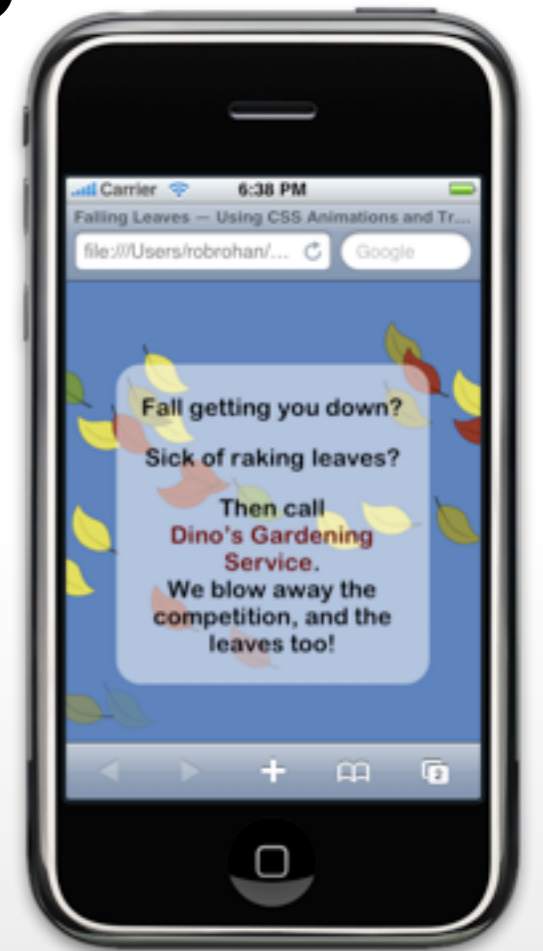 Carrier 6:38 PM
Falling Leaves — Using CSS Animations and Tr...
file:///Users/robrohan/... Google
Fall getting you down?
Sick of raking leaves?
Then call
Dino's Gardening
Service.
We blow away the
competition, and the
leaves too!
2